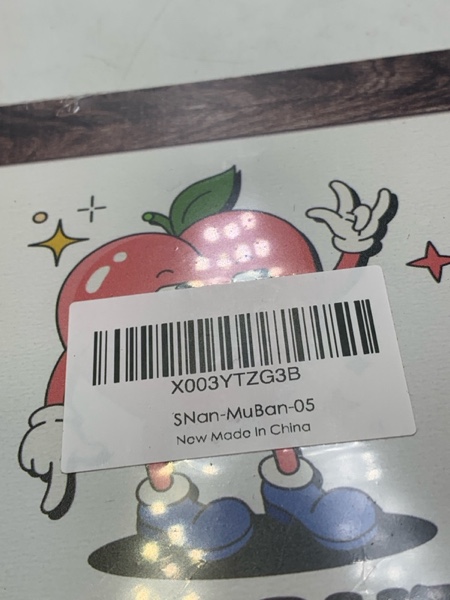 X003YTZG3B
SNan-MuBan-05
New Made In China